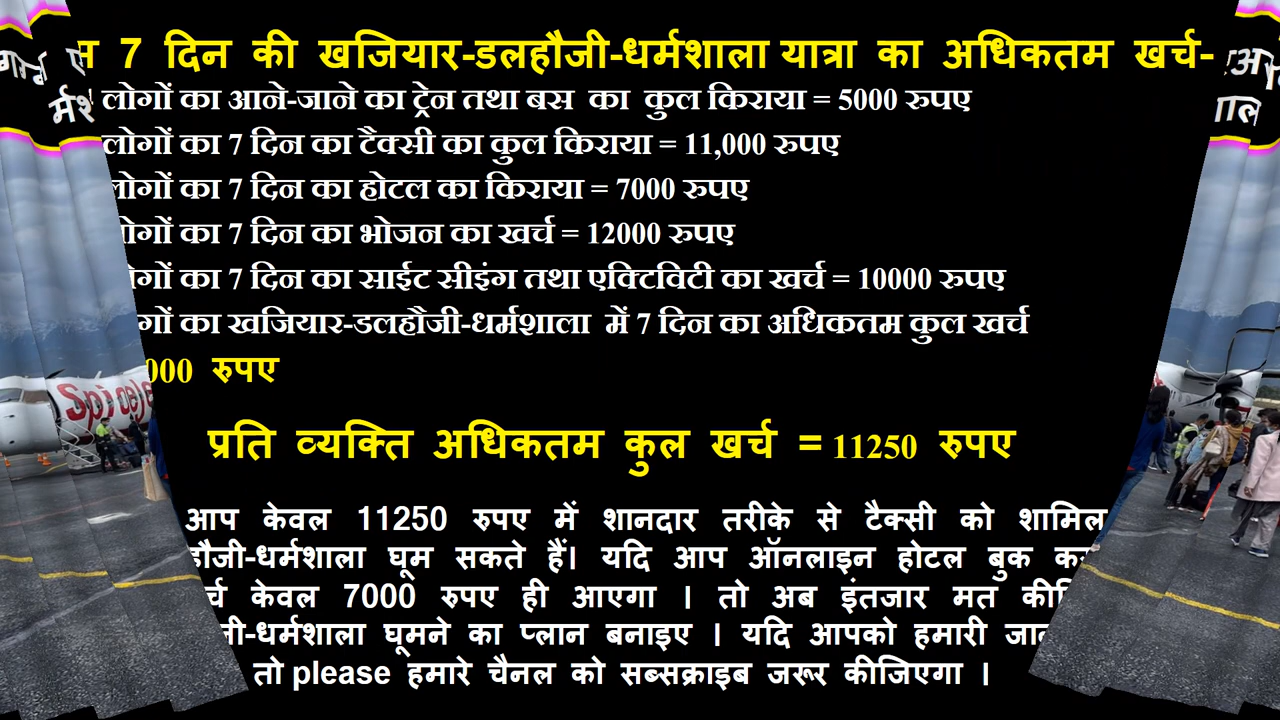 7 दिन की खजियार-डलहौजी-धर्मशाला यात्रा का अधिकतम खर्च-
लोगों का आने-जाने का ट्रेन तथा बस का कुल किराया = 5000 रुपए
लोगों का 7 दिन का टैक्सी का कुल किराया = 11,000 रुपए
लोगों का 7 दिन का होटल का किराया = 7000 रुपए
का 7 दिन का भोजन का खर्च = 12000 रुपए
का 7 दिन का साईट सीइंग तथा एक्टिविटी का खर्च = 10000 रुपए
का खजियार-डलहौजी-धर्मशाला में 7 दिन का अधिकतम कुल खर्च
000 रुपए
प्रति व्यक्ति अधिकतम कुल खर्च = 11250 रुपए
आप केवल 11250 रुपए में शानदार तरीके से टैक्सी को शामिल
हौजी-धर्मशाला घूम सकते हैं। यदि आप ऑनलाइन होटल बुक
र्च केवल 7000 रुपए ही आएगा । तो अब इंतजार मत
जी-धर्मशाला घूमने का प्लान बनाइए । यदि आपको हमारी
तो please हमारे चैनल को सब्सक्राइब जरूर कीजिएगा ।